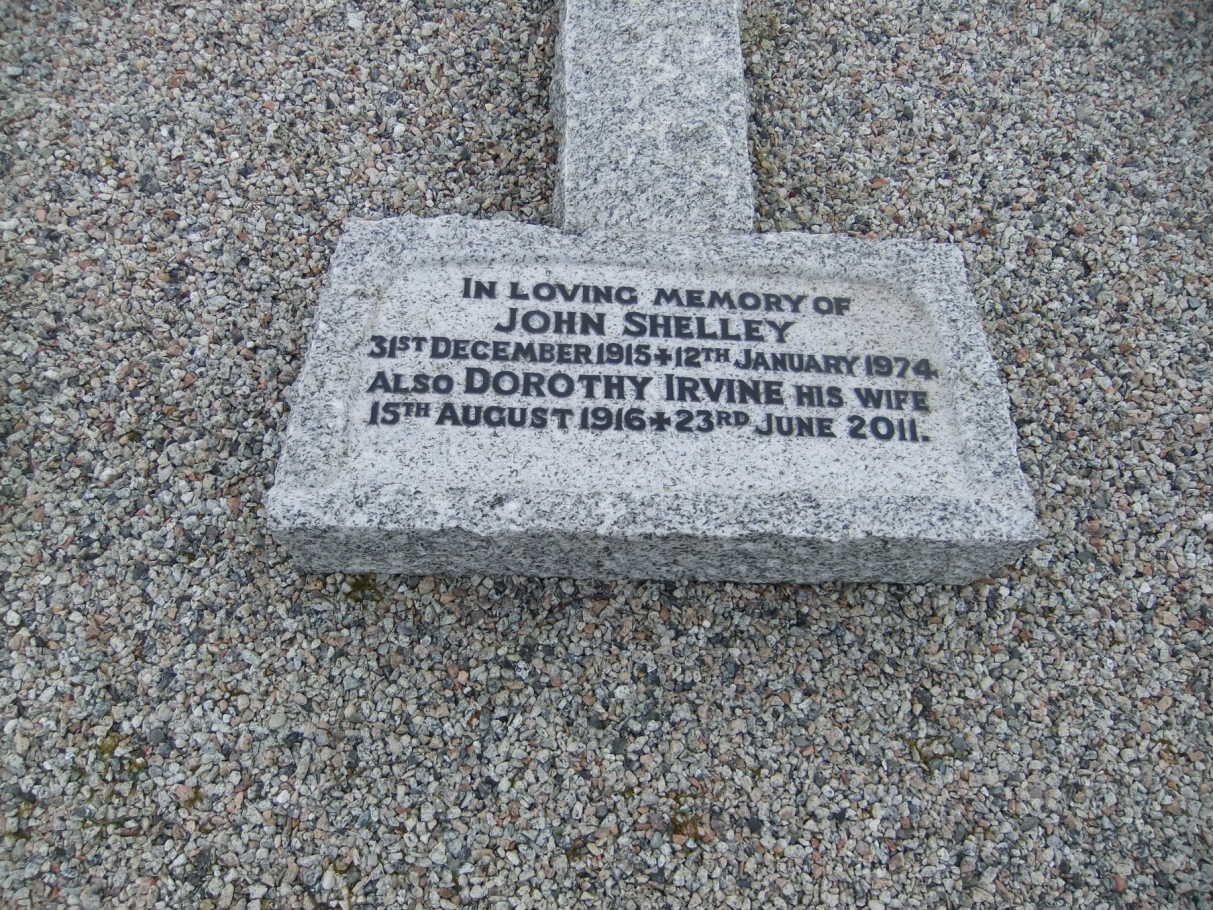 IN LOVING MEMORY OF
JOHN SHELLEY
31ST DECEMBER 1915 + 12TH JANUARY 1974.
ALSO DOROTHY IRVINE HIS WIFE
15TH AUGUST 1916 + 23RD JUNE 2011.